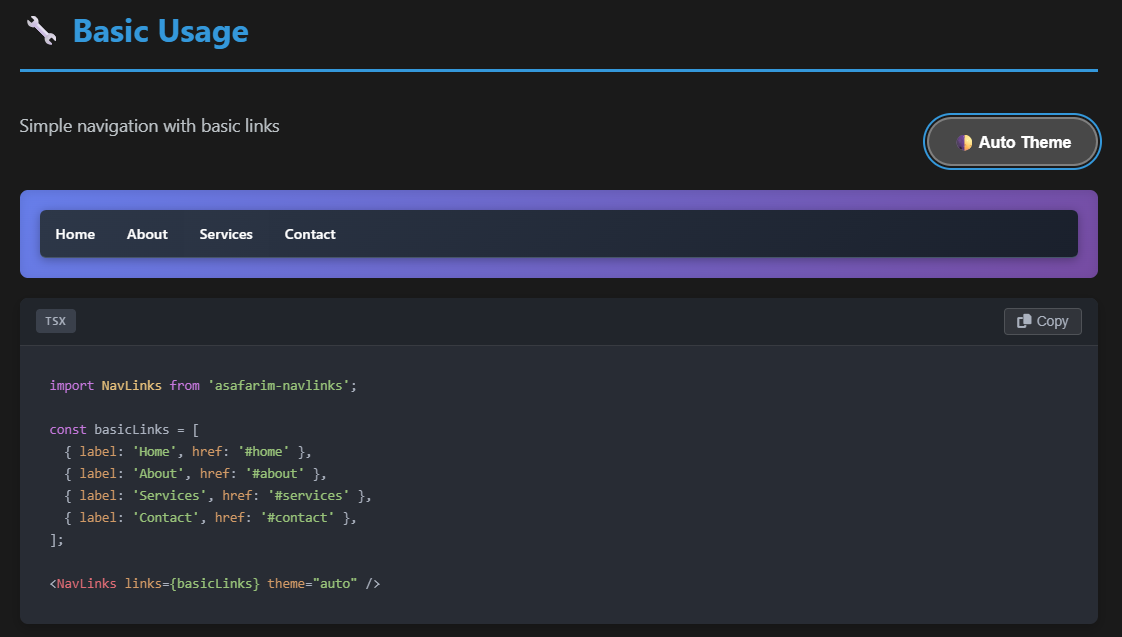 Basic Usage
Simple navigation with basic links
Auto Theme
Home About Services Contact
TSX
Copy
import NavLinks from 'asafarim-navlinks';
const basicLinks = [
  { label: 'Home', href: '#home' },
  { label: 'About', href: '#about' },
  { label: 'Services', href: '#services' },
  { label: 'Contact', href: '#contact' },
];
<NavLinks links={basicLinks} theme="auto" />